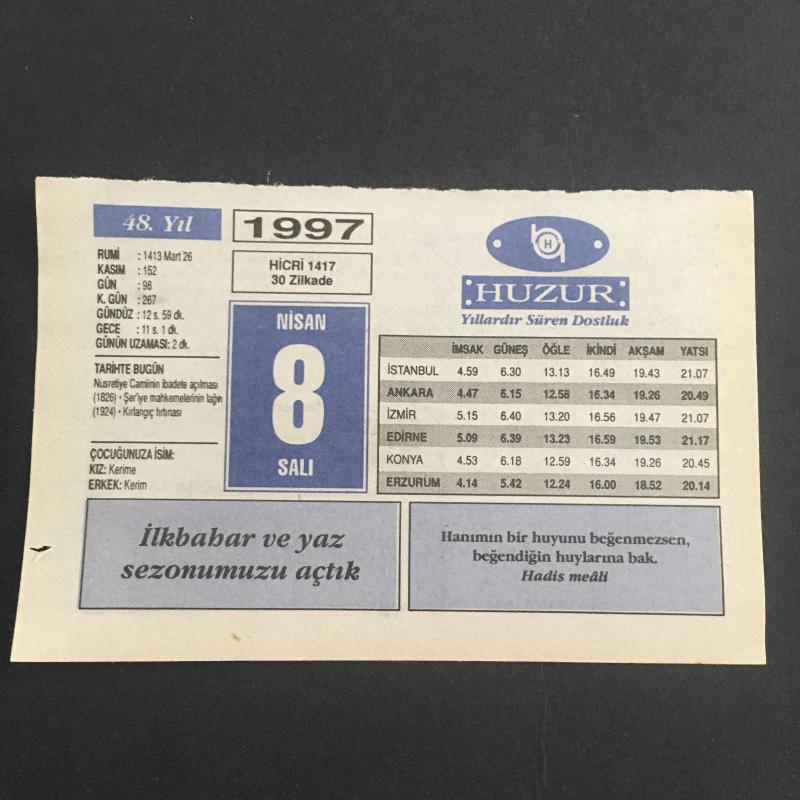 48. Yıl
RUMİ : 1413 Mart 26
KASIM : 152
GÜN : 98
K. GÜN : 267
GÜNDÜZ : 12 s. 59 dk.
GECE : 11 s. 1 dk.
GÜNÜN UZAMASI: 2 dk.
TARİHTE BUGÜN
Nusretiye Camiinin ibadete açılması
(1826) • Şer'iye mahkemelerinin lağvı
(1924) • Kırlangıç fırtınası
ÇOCUĞUNUZA İSİM:
KIZ: Kerime
ERKEK: Kerim
1997
HİCRİ 1417
30 Zilkade
NİSAN
8
SALI
H
HUZUR
Yıllardır Süren Dostluk
İMSAK GÜNEŞ ÖĞLE İKİNDİ AKŞAM YATSI
İSTANBUL 4.59 6.30 13.13 16.49 19.43 21.07
ANKARA 4.47 6.15 12.58 16.34 19.26 20.49
İZMİR 5.15 6.40 13.20 16.56 19.47 21.07
EDİRNE 5.09 6.39 13.23 16.59 19.53 21.17
KONYA 4.53 6.18 12.59 16.34 19.26 20.45
ERZURUM 4.14 5.42 12.24 16.00 18.52 20.14
İlkbahar ve yaz
sezonumuzu açtık
Hanımın bir huyunu beğenmezsen,
beğendiğin huylarına bak.
Hadis meâli